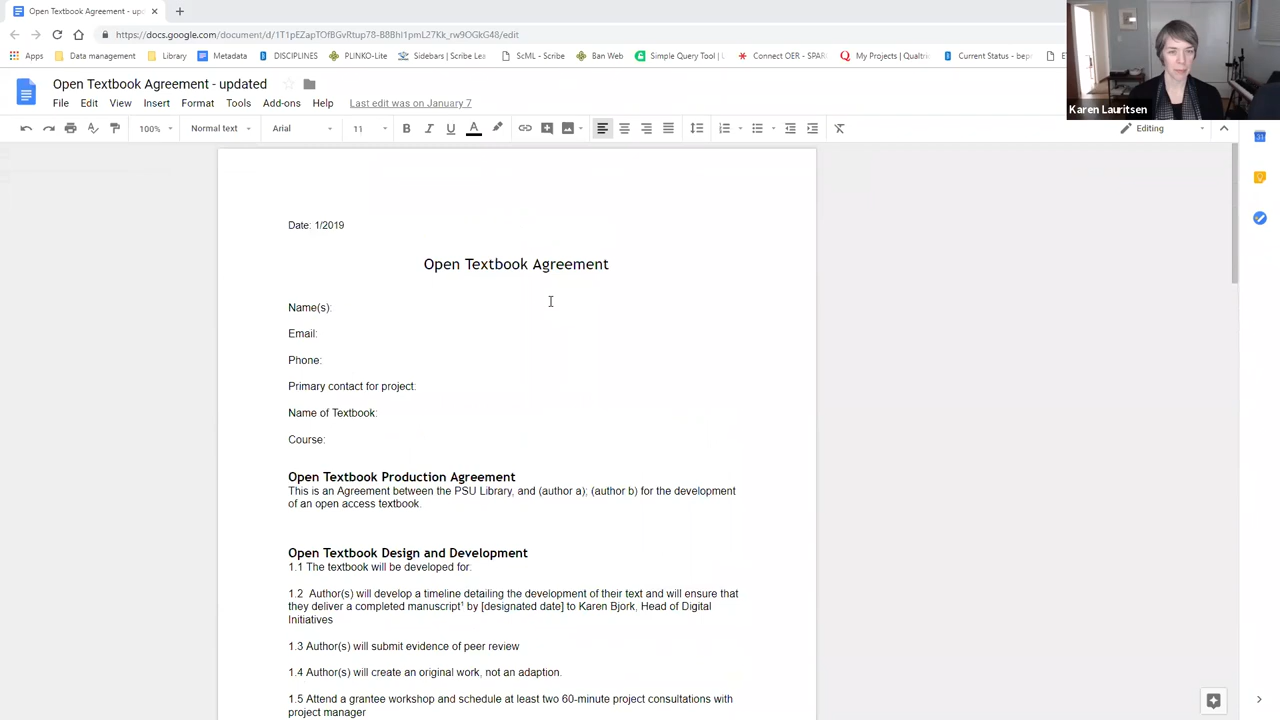 Open Textbook Agreement - upd
https://docs.google.com/document/d/1T1pEZapTOfBGvRtup78-B8Bhl1pmL27Kk_rw9OGkG48/edit
Apps Data management Library Metadata DISCIPLINES PLINKO-Lite Sidebars | Scribe Lea ScML - Scribe Ban Web Simple Query Tool | L Connect OER - SPAR My Projects | Qualtri Current Status - bepr
Open Textbook Agreement - updated
File Edit View Insert Format Tools Add-ons Help Last edit was on January 7
100% Normal text Arial 11 B I U A Editing
Karen Lauritsen
31
Date: 1/2019
Open Textbook Agreement
Name(s):
Email:
Phone:
Primary contact for project:
Name of Textbook:
Course:
Open Textbook Production Agreement
This is an Agreement between the PSU Library, and (author a); (author b) for the development
of an open access textbook.
Open Textbook Design and Development
1.1 The textbook will be developed for:
1.2 Author(s) will develop a timeline detailing the development of their text and will ensure that
they deliver a completed manuscript¹ by [designated date] to Karen Bjork, Head of Digital
Initiatives
1.3 Author(s) will submit evidence of peer review
1.4 Author(s) will create an original work, not an adaption.
1.5 Attend a grantee workshop and schedule at least two 60-minute project consultations with
project manager